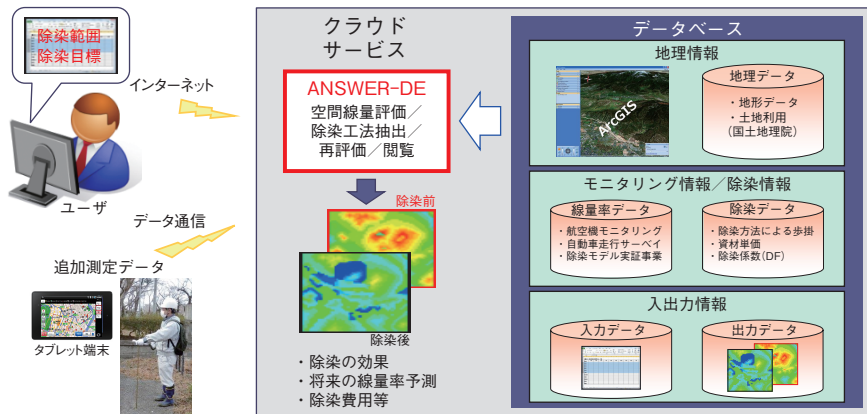 除染範囲
除染目標
インターネット
ユーザ
データ通信
追加測定データ
タブレット端末
クラウド
サービス
ANSWER-DE
空間線量評価／
除染工法抽出／
再評価／閲覧
除染前
除染後
・除染の効果
・将来の線量率予測
・除染費用等
データベース
地理情報
ArcGIS
地理データ
・地形データ
・土地利用
(国土地理院)
モニタリング情報／除染情報
線量率データ
・航空機モニタリング
・自動車走行サーベイ
・除染モデル実証事業
除染データ
・除染方法による歩掛
・資材単価
・除染係数(DF)
入出力情報
入力データ
出力データ